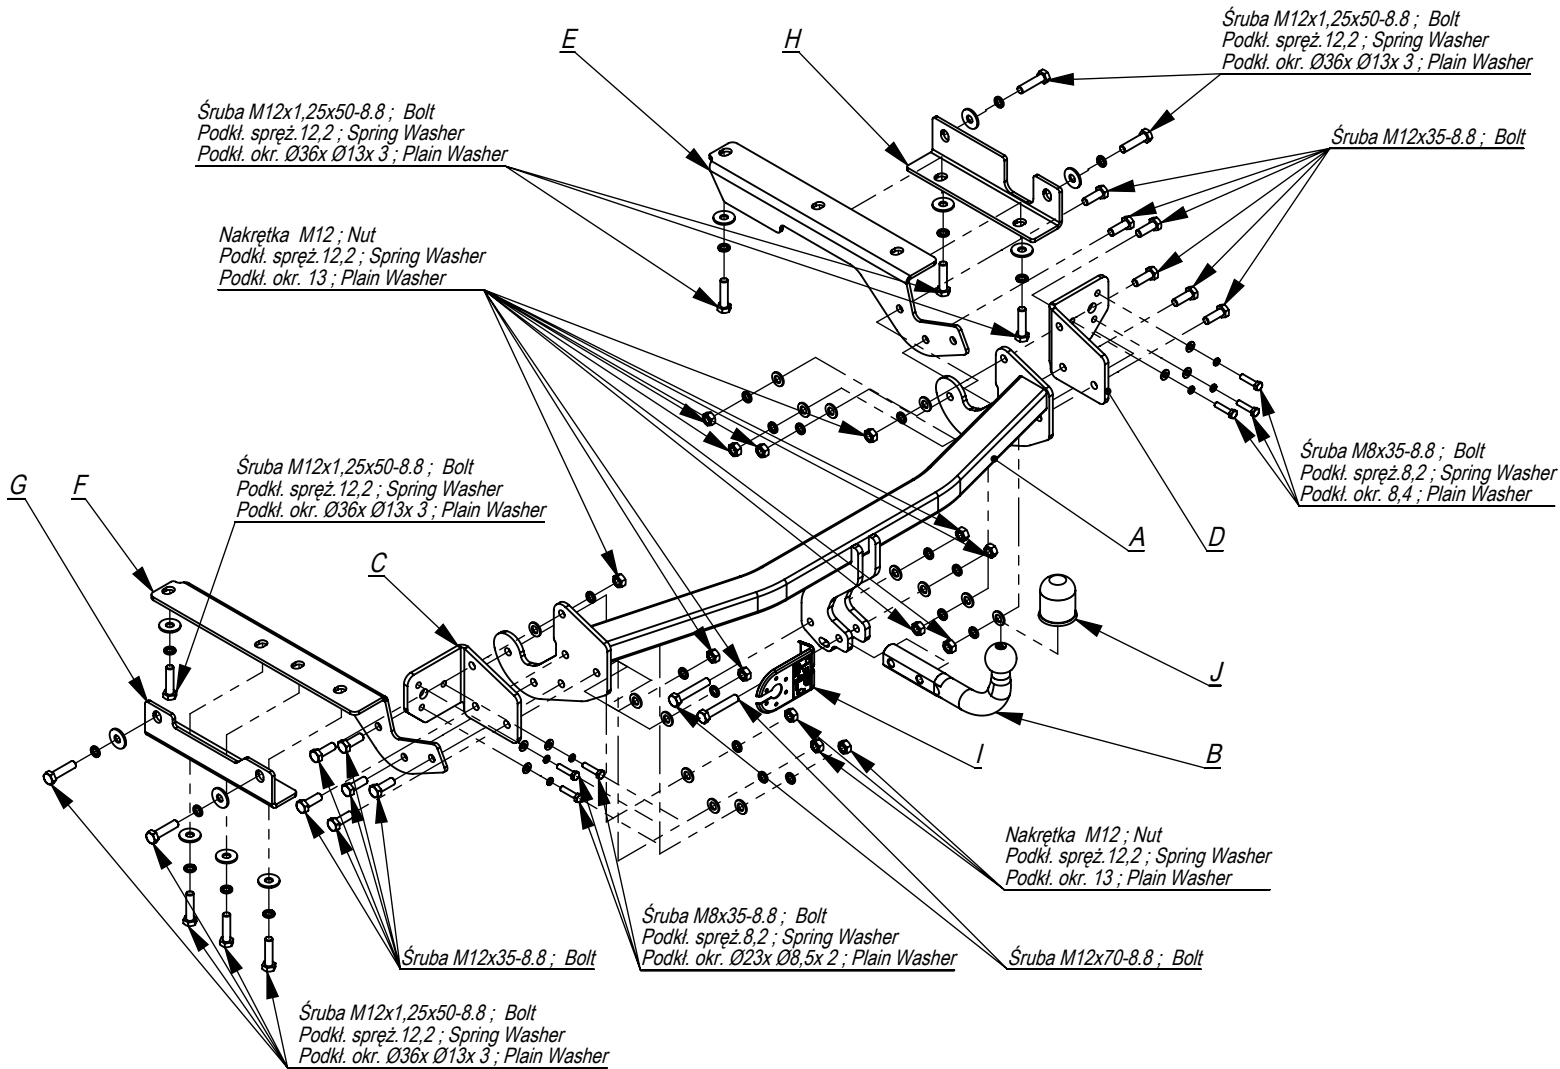 E
H
Śruba M12x1,25x50-8.8 ; Bolt
Podkł. spręż.12,2 ; Spring Washer
Podkł. okr. Ø36x Ø13x 3 ; Plain Washer
Śruba M12x1,25x50-8.8 ; Bolt
Podkł. spręż.12,2 ; Spring Washer
Podkł. okr. Ø36x Ø13x 3 ; Plain Washer
Śruba M12x35-8.8 ; Bolt
Nakrętka M12 ; Nut
Podkł. spręż.12,2 ; Spring Washer
Podkł. okr. 13 ; Plain Washer
G
F
Śruba M12x1,25x50-8.8 ; Bolt
Podkł. spręż.12,2 ; Spring Washer
Podkł. okr. Ø36x Ø13x 3 ; Plain Washer
Śruba M8x35-8.8 ; Bolt
Podkł. spręż.8,2 ; Spring Washer
Podkł. okr. 8,4 ; Plain Washer
C
A
D
J
I
B
Nakrętka M12 ; Nut
Podkł. spręż.12,2 ; Spring Washer
Podkł. okr. 13 ; Plain Washer
Śruba M12x35-8.8 ; Bolt
Śruba M8x35-8.8 ; Bolt
Podkł. spręż.8,2 ; Spring Washer
Podkł. okr. Ø23x Ø8,5x 2 ; Plain Washer
Śruba M12x70-8.8 ; Bolt
Śruba M12x1,25x50-8.8 ; Bolt
Podkł. spręż.12,2 ; Spring Washer
Podkł. okr. Ø36x Ø13x 3 ; Plain Washer